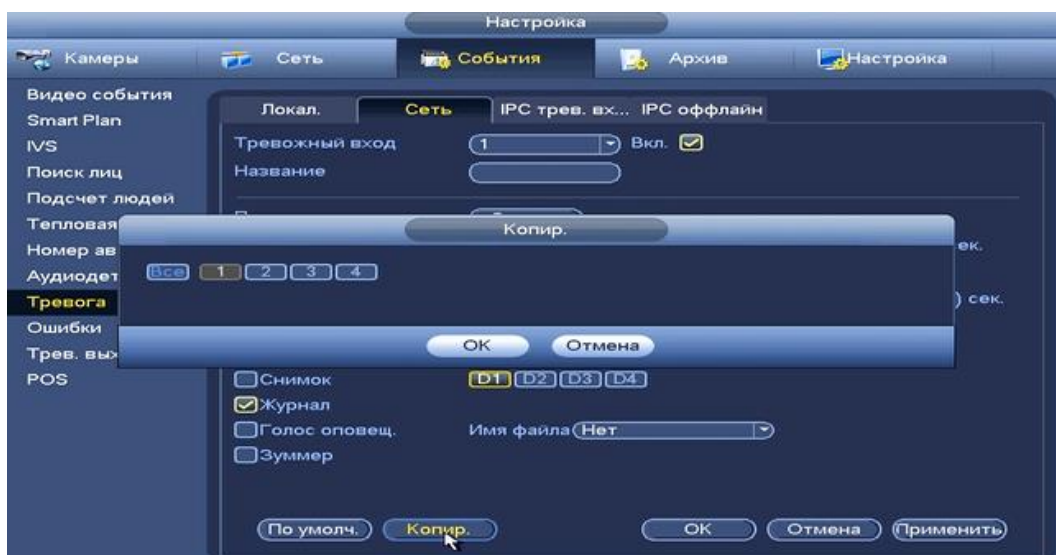 Настройка
Камеры Сеть События Архив Настройка
Видео события
Smart Plan
IVS
Поиск лиц
Подсчет людей
Тепловая
Номер ав
Аудиодет
Тревога
Ошибки
Трев. вых
POS
Локал. Сеть IPC трев. вх... IPC оффлайн
Тревожный вход 1 Вкл.
Название
ек.
) сек.
Копир.
Все 1 2 3 4
OK Отмена
Снимок D1 D2 D3 D4
Журнал
Голос оповещ. Имя файла Нет
Зуммер
По умолч. Копир. OK Отмена Применить